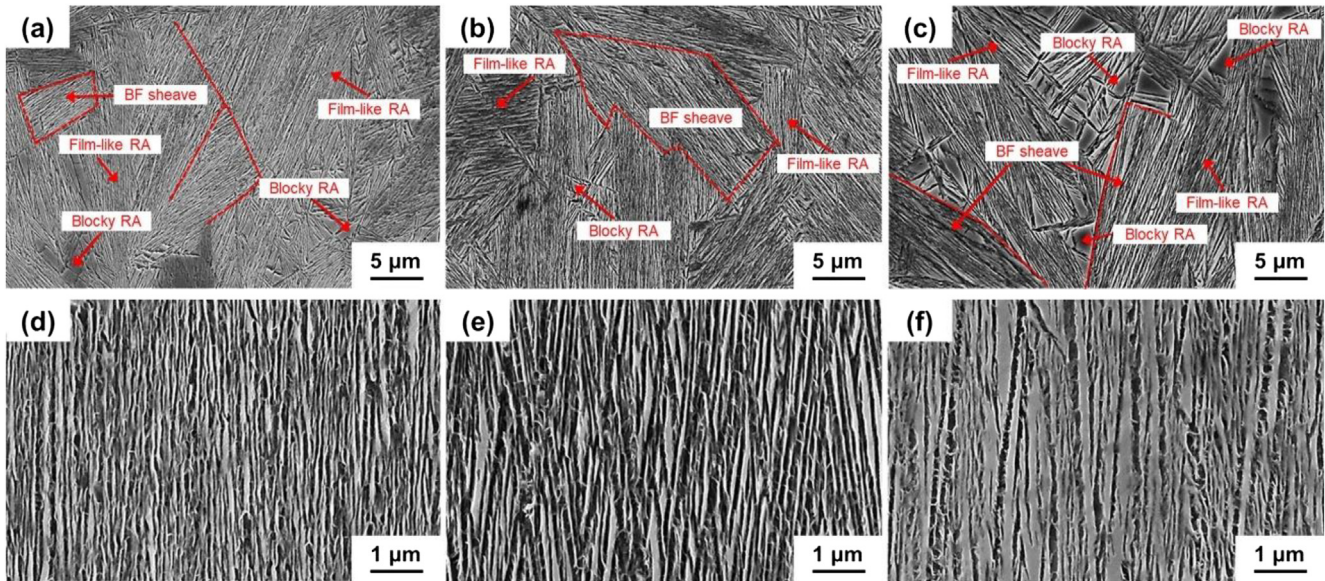 (a)
BF sheave
Film-like RA
Film-like RA
Blocky RA
Blocky RA
5 μm
(b)
Film-like RA
BF sheave
Film-like RA
Blocky RA
5 μm
(c)
Blocky RA
Blocky RA
Film-like RA
BF sheave
Film-like RA
Blocky RA
5 μm
(d)
1 μm
(e)
1 μm
(f)
1 μm